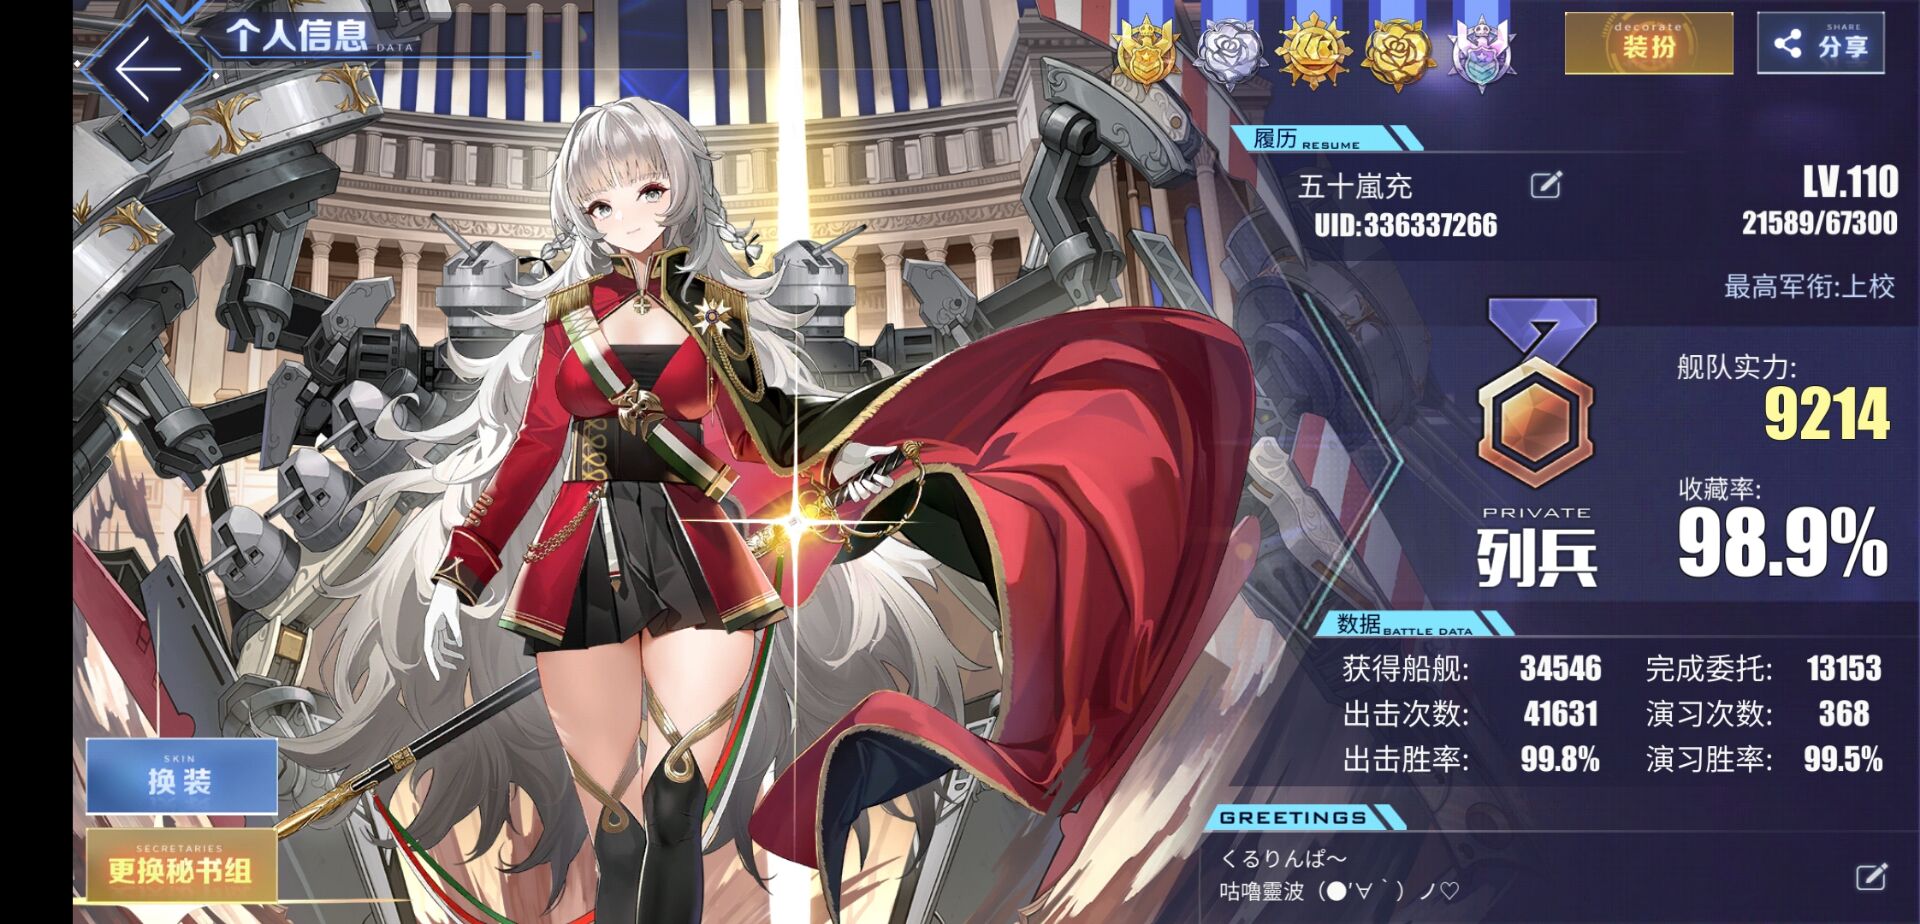 个人信息 DATA
decorate
装扮
SHARE
分享
履历 RESUME
五十嵐充
UID:336337266
LV.110
21589/67300
最高军衔:上校
舰队实力:
9214
收藏率:
98.9%
PRIVATE
列兵
数据 BATTLE DATA
获得船舰: 34546 完成委托: 13153
出击次数: 41631 演习次数: 368
出击胜率: 99.8% 演习胜率: 99.5%
GREETINGS
くるりんぱ～
咕嚕靈波（●′∀｀）ノ♡
SKIN
换装
SECRETARIES
更换秘书组